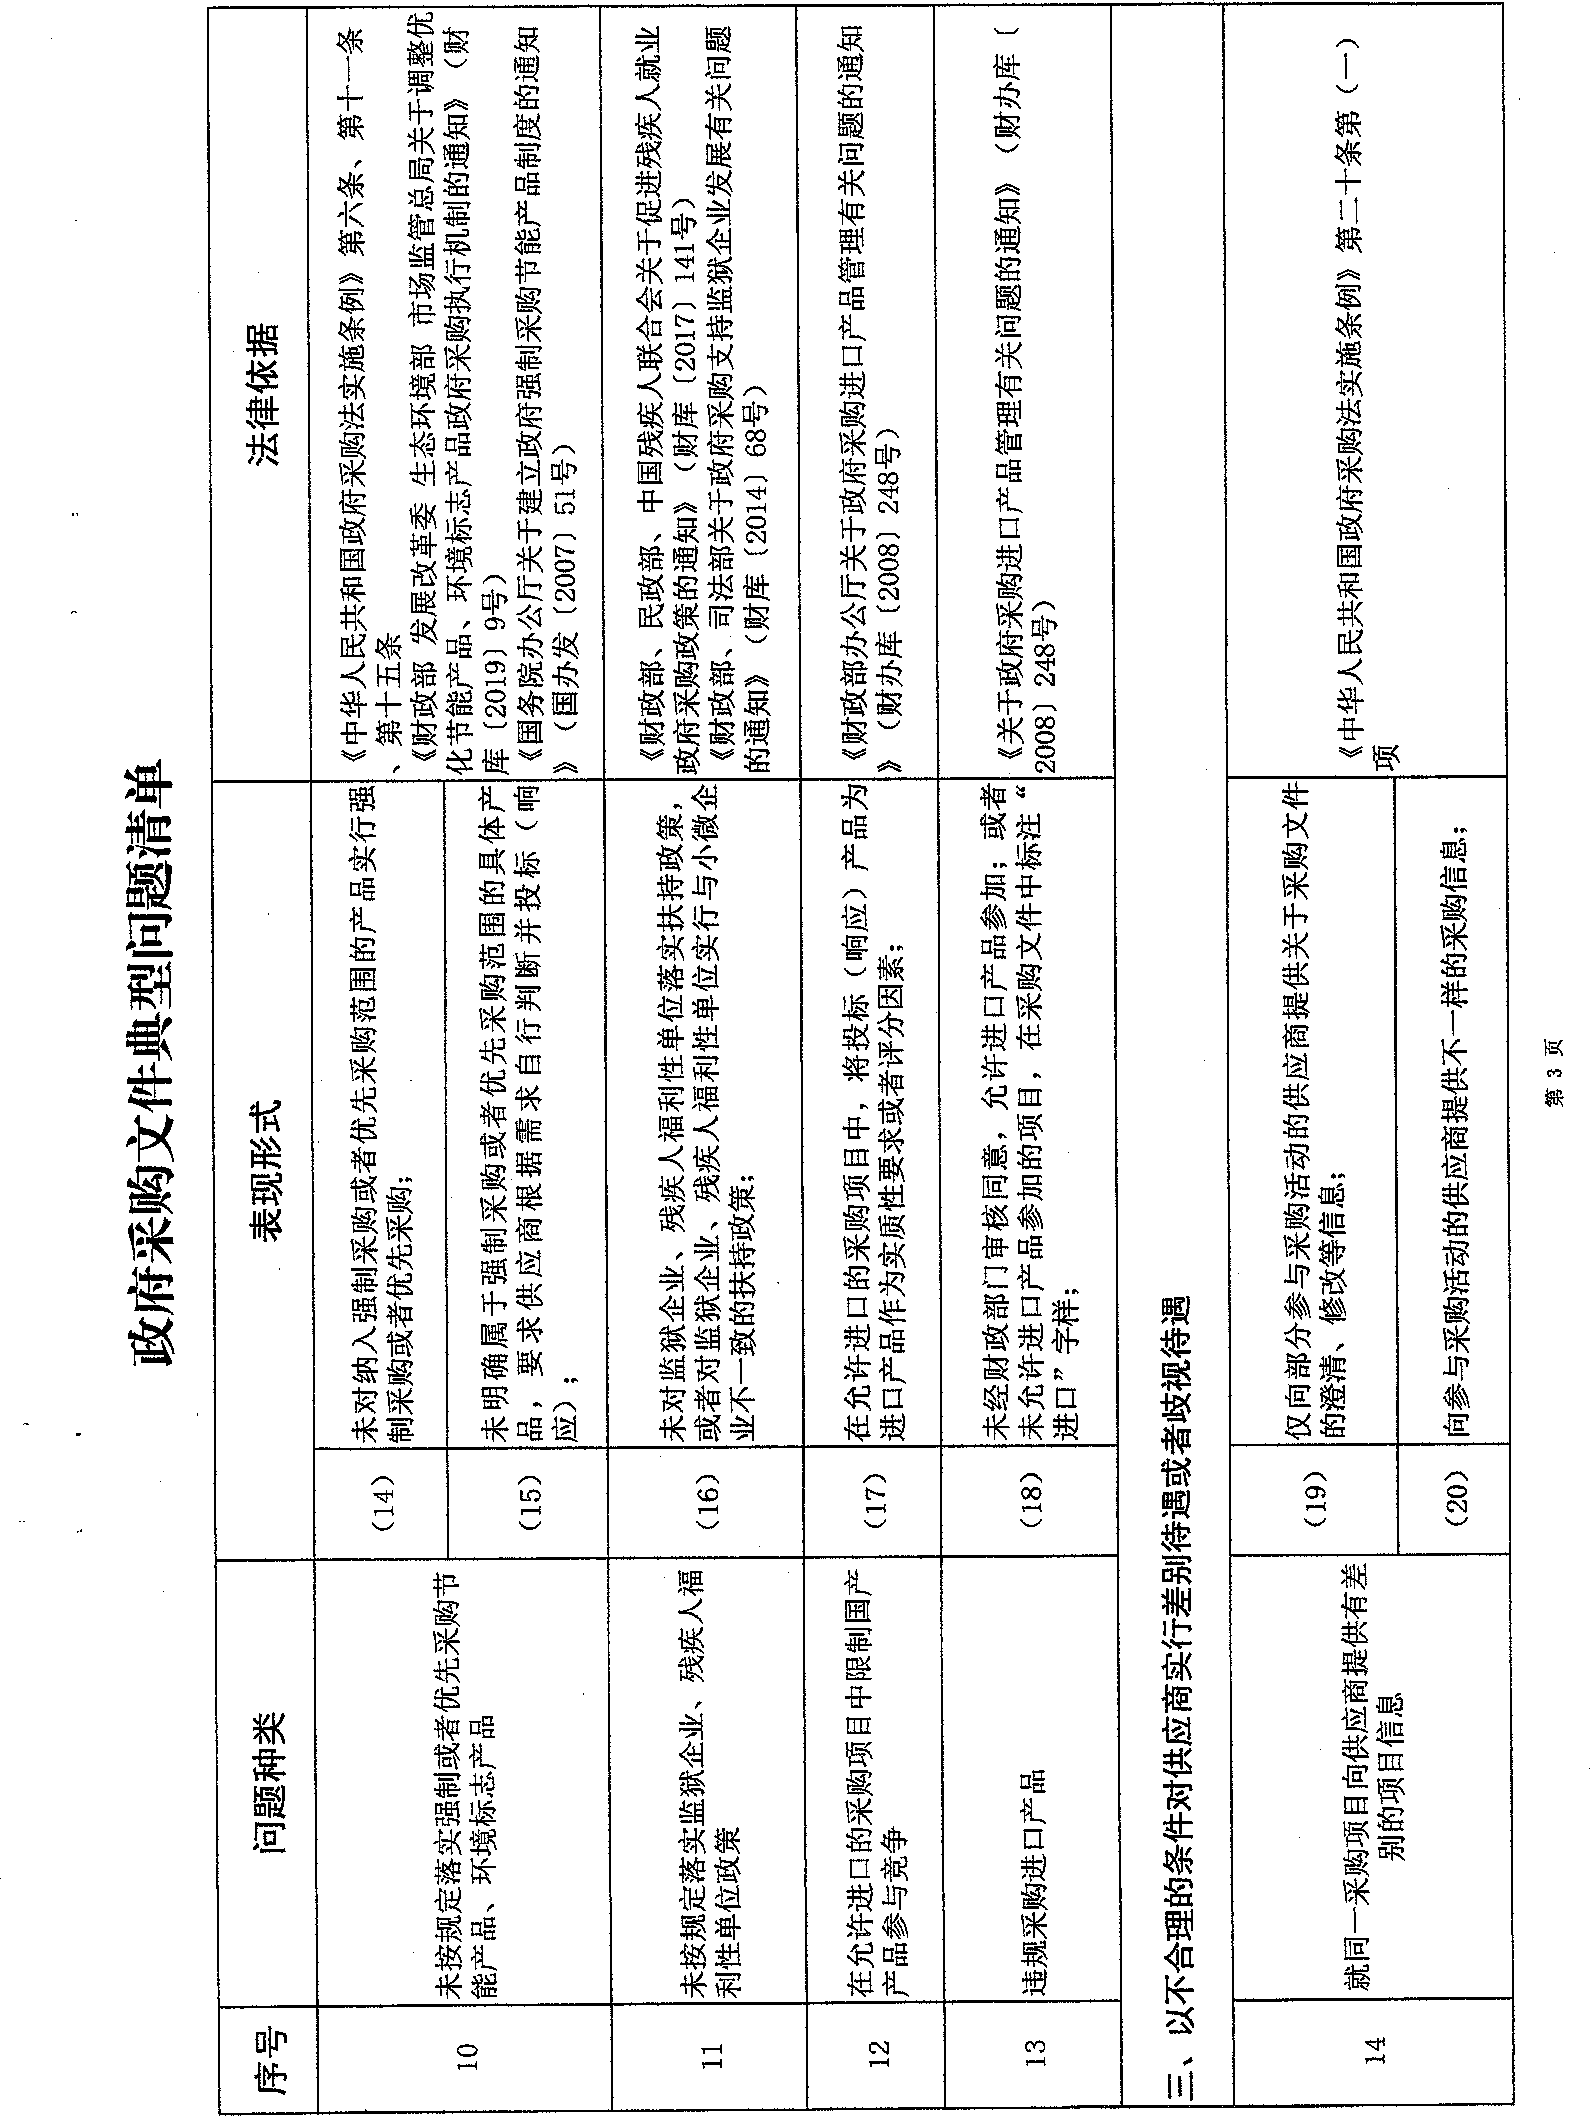 政府采购文件典型问题清单
序号
问题种类
表现形式
法律依据
10
未按规定落实强制或者优先采购节
能产品、环境标志产品
(14)
未对纳入强制采购或者优先采购范围的产品实行强
制采购或者优先采购；
(15)
未明确属于强制采购或者优先采购范围的具体产
品，要求供应商根据需求自行判断并投标（响
应）；
《中华人民共和国政府采购法实施条例》第六条、第十一条
、第十五条
《财政部 发展改革委 生态环境部 市场监管总局关于调整优
化节能产品、环境标志产品政府采购执行机制的通知》（财
库〔2019〕9号）
《国务院办公厅关于建立政府强制采购节能产品制度的通知
》（国办发〔2007〕51号）
11
未按规定落实监狱企业、残疾人福
利性单位政策
(16)
未对监狱企业、残疾人福利性单位落实扶持政策，
或者对监狱企业、残疾人福利性单位实行与小微企
业不一致的扶持政策；
《财政部、民政部、中国残疾人联合会关于促进残疾人就业
政府采购政策的通知》（财库〔2017〕141号）
《财政部、司法部关于政府采购支持监狱企业发展有关问题
的通知》（财库〔2014〕68号）
12
在允许进口的采购项目中限制国产
产品参与竞争
(17)
在允许进口的采购项目中，将投标（响应）产品为
进口产品作为实质性要求或者评分因素；
《财政部办公厅关于政府采购进口产品管理有关问题的通知
》（财办库〔2008〕248号）
13
违规采购进口产品
(18)
未经财政部门审核同意，允许进口产品参加；或者
未允许进口产品参加的项目，在采购文件中标注“
进口”字样；
《关于政府采购进口产品管理有关问题的通知》（财办库〔
2008〕248号）
三、以不合理的条件对供应商实行差别待遇或者歧视待遇
14
就同一采购项目向供应商提供有差
别的项目信息
(19)
仅向部分参与采购活动的供应商提供关于采购文件
的澄清、修改等信息；
(20)
向参与采购活动的供应商提供不一样的采购信息；
《中华人民共和国政府采购法实施条例》第二十条第（一）
项
第 3 页